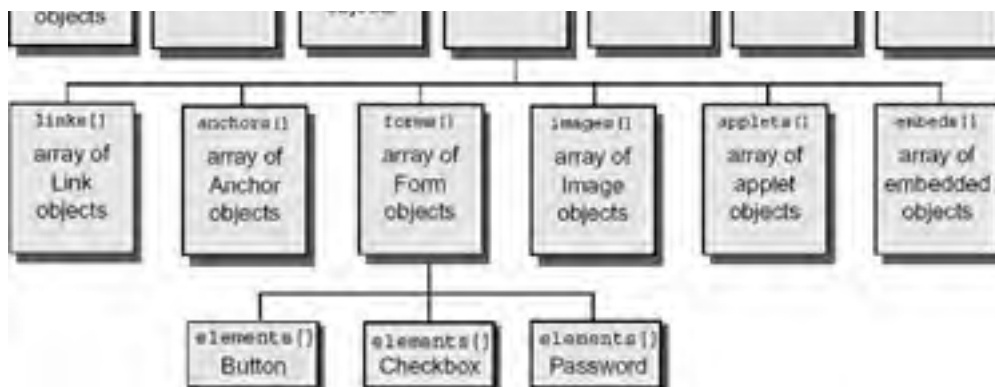 objects
objects
links[]
array of
Link
objects
anchors[]
array of
Anchor
objects
forms[]
array of
Form
objects
images[]
array of
Image
objects
applets[]
array of
applet
objects
embeds[]
array of
embedded
objects
elements[]
Button
elements[]
Checkbox
elements[]
Password